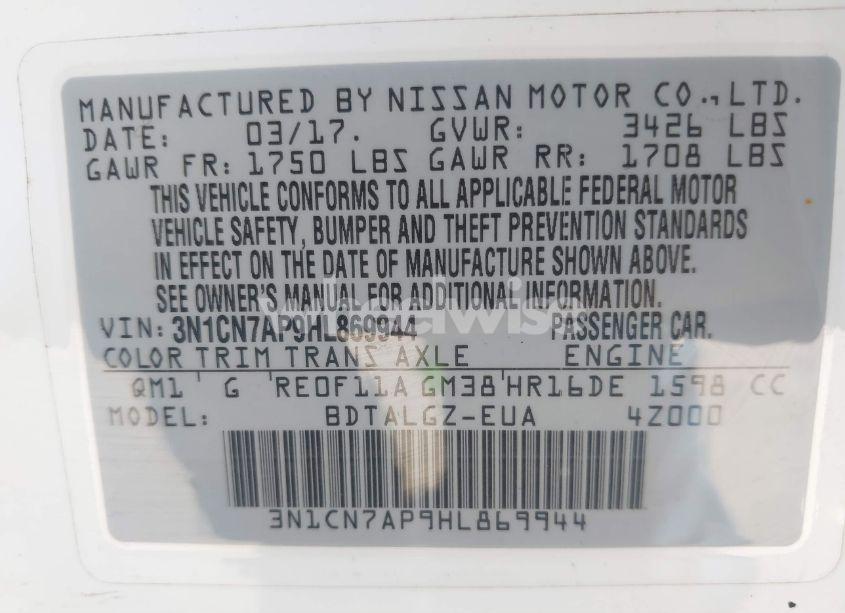 MANUFACTURED BY NISSAN MOTOR CO.,LTD.
DATE: 03/17. GVWR: 3426 LBS
GAWR FR: 1750 LBS GAWR RR: 1708 LBS
THIS VEHICLE CONFORMS TO ALL APPLICABLE FEDERAL MOTOR
VEHICLE SAFETY, BUMPER AND THEFT PREVENTION STANDARDS
IN EFFECT ON THE DATE OF MANUFACTURE SHOWN ABOVE.
SEE OWNER'S MANUAL FOR ADDITIONAL INFORMATION.
wheelwise
VIN: 3N1CN7AP9HL869944 PASSENGER CAR.
COLOR TRIM TRANS AXLE ENGINE
QM1 G RE0F11A GM38 HR16DE 1598 CC
MODEL: BDTALGZ-EUA 4Z000
3N1CN7AP9HL869944